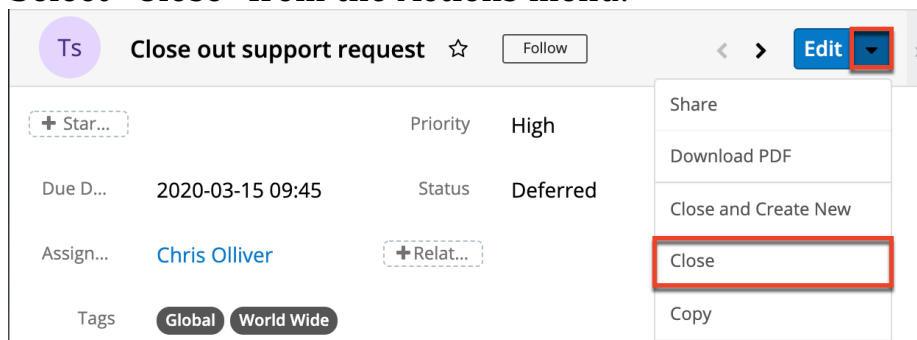 Select "Close" from the Actions menu.
Ts Close out support request Follow Edit
Share
+ Star... Priority High
Download PDF
Due D... 2020-03-15 09:45 Status Deferred
Close and Create New
Assign... Chris Olliver + Relat...
Close
Tags Global World Wide
Copy